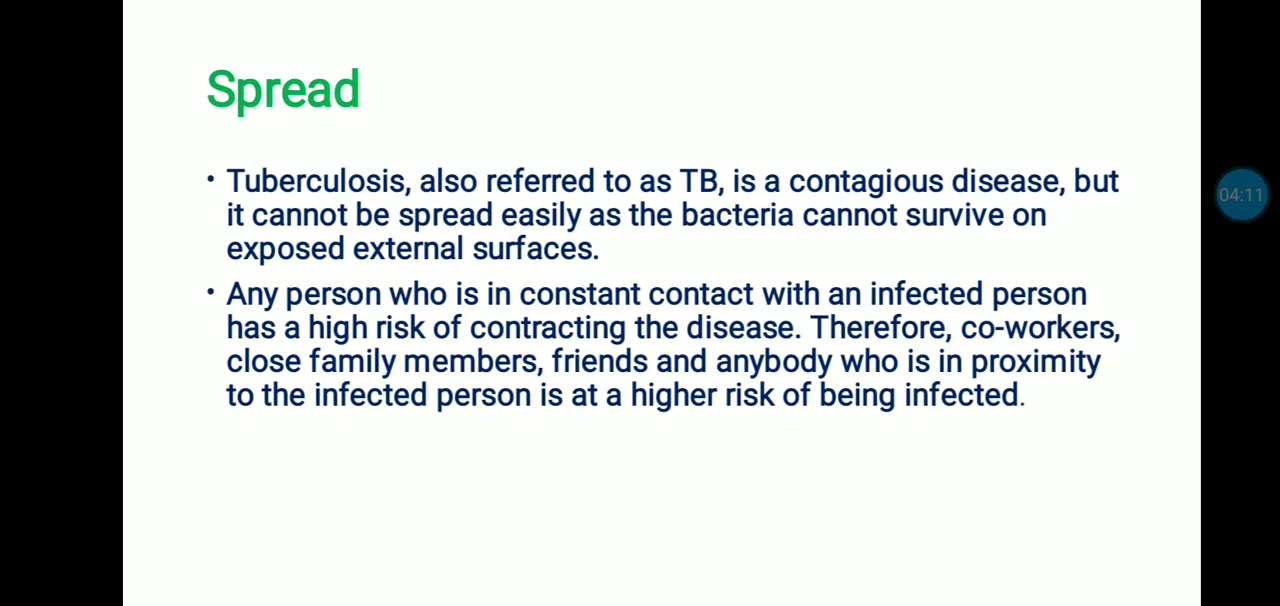 Spread
• Tuberculosis, also referred to as TB, is a contagious disease, but
it cannot be spread easily as the bacteria cannot survive on
exposed external surfaces.
• Any person who is in constant contact with an infected person
has a high risk of contracting the disease. Therefore, co-workers,
close family members, friends and anybody who is in proximity
to the infected person is at a higher risk of being infected.
04:11